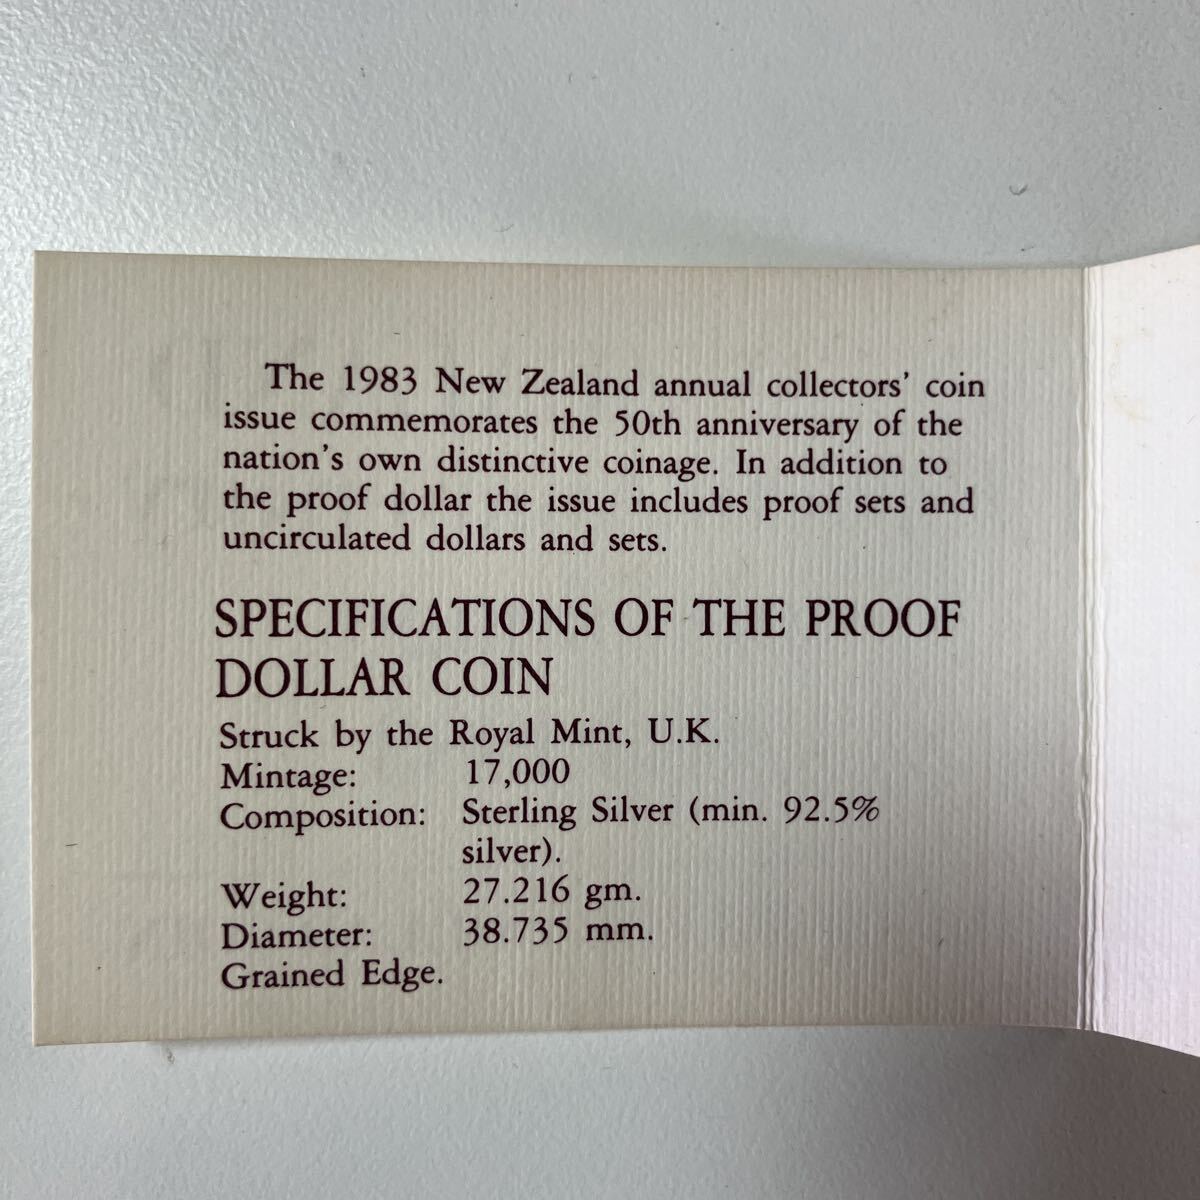 The 1983 New Zealand annual collectors' coin
issue commemorates the 50th anniversary of the
nation's own distinctive coinage. In addition to
the proof dollar the issue includes proof sets and
uncirculated dollars and sets.
SPECIFICATIONS OF THE PROOF
DOLLAR COIN
Struck by the Royal Mint, U.K.
Mintage: 17,000
Composition: Sterling Silver (min. 92.5%
silver).
Weight: 27.216 gm.
Diameter: 38.735 mm.
Grained Edge.